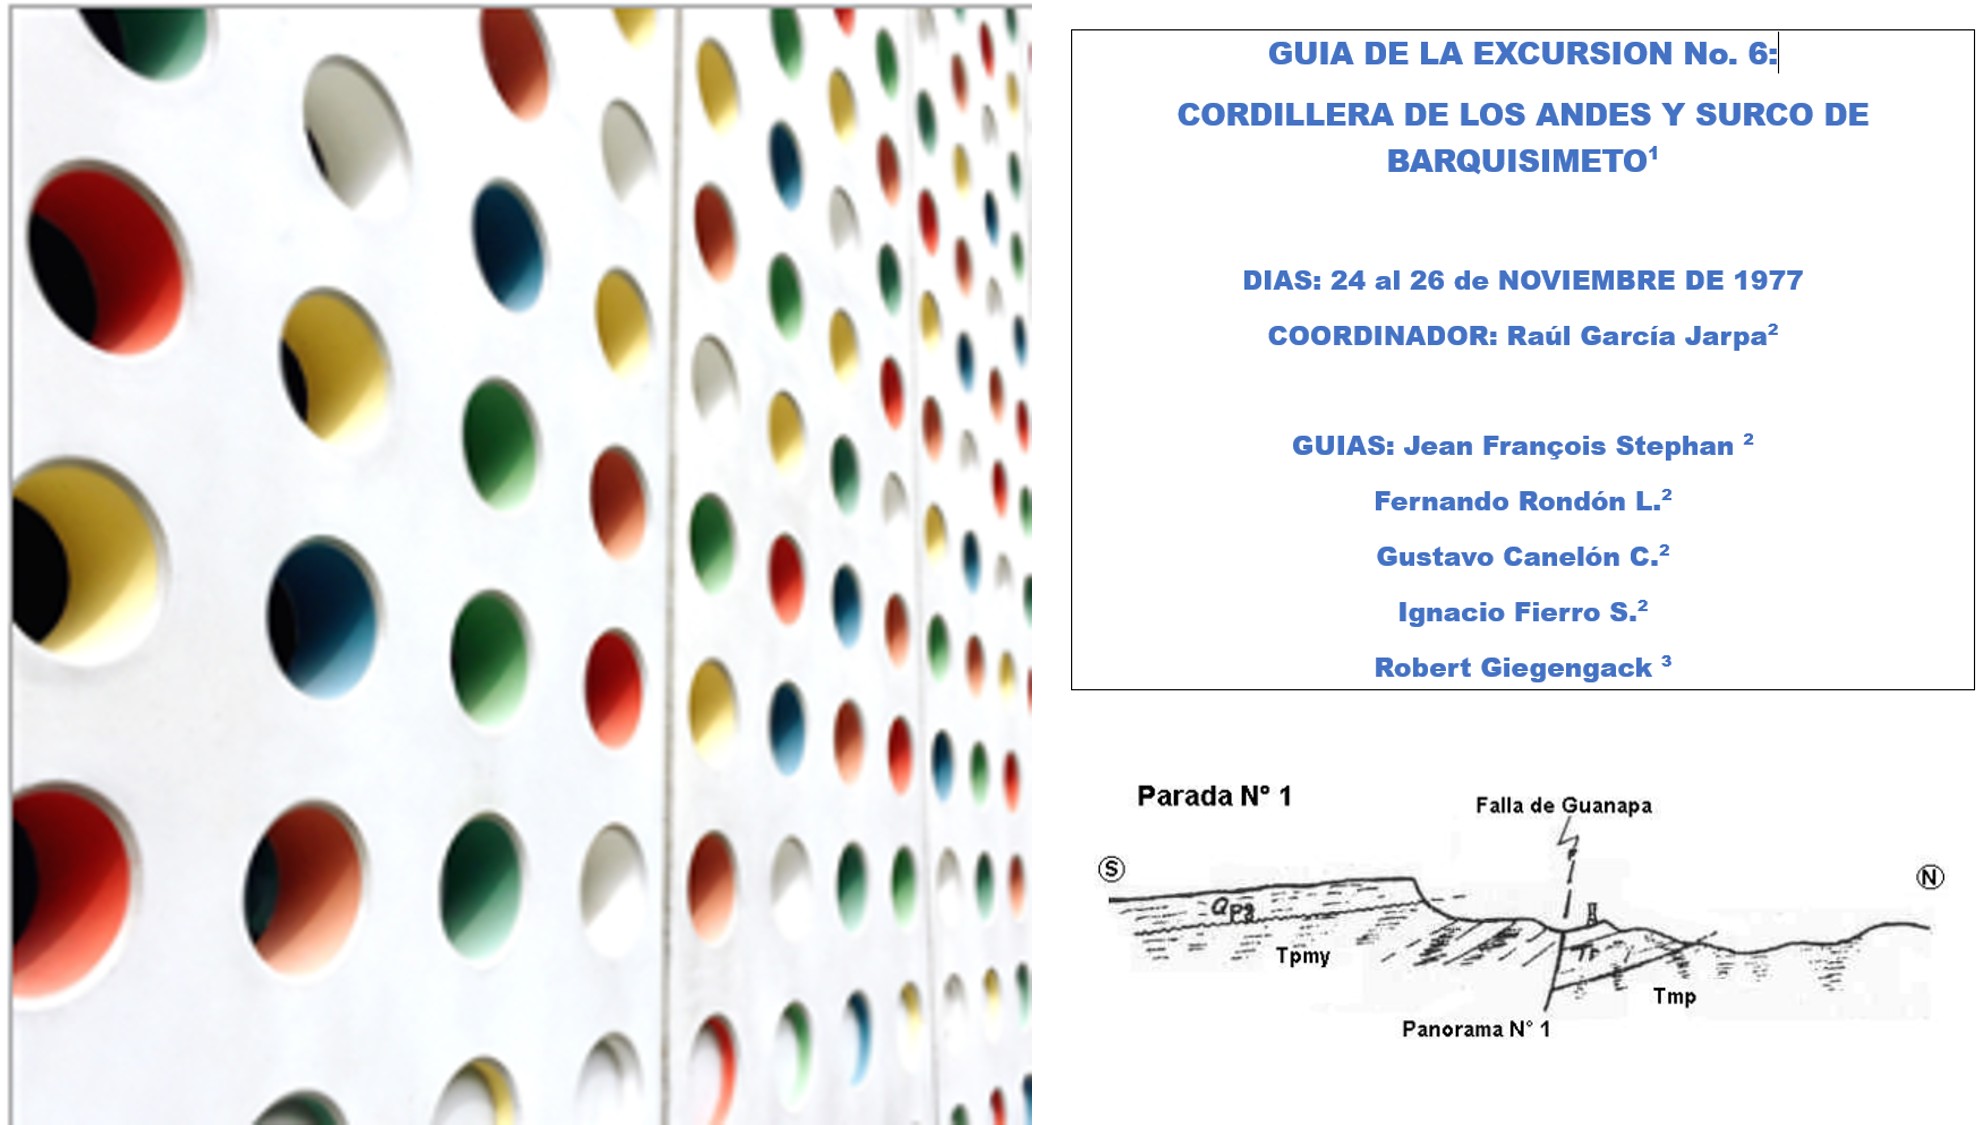 GUIA DE LA EXCURSION No. 6:
CORDILLERA DE LOS ANDES Y SURCO DE
BARQUISIMETO¹
DIAS: 24 al 26 de NOVIEMBRE DE 1977
COORDINADOR: Raúl García Jarpa²
GUIAS: Jean François Stephan ²
Fernando Rondón L.²
Gustavo Canelón C.²
Ignacio Fierro S.²
Robert Giegengack ³
Parada N° 1
Falla de Guanapa
S
N
Tpmy
Tmp
Panorama N° 1